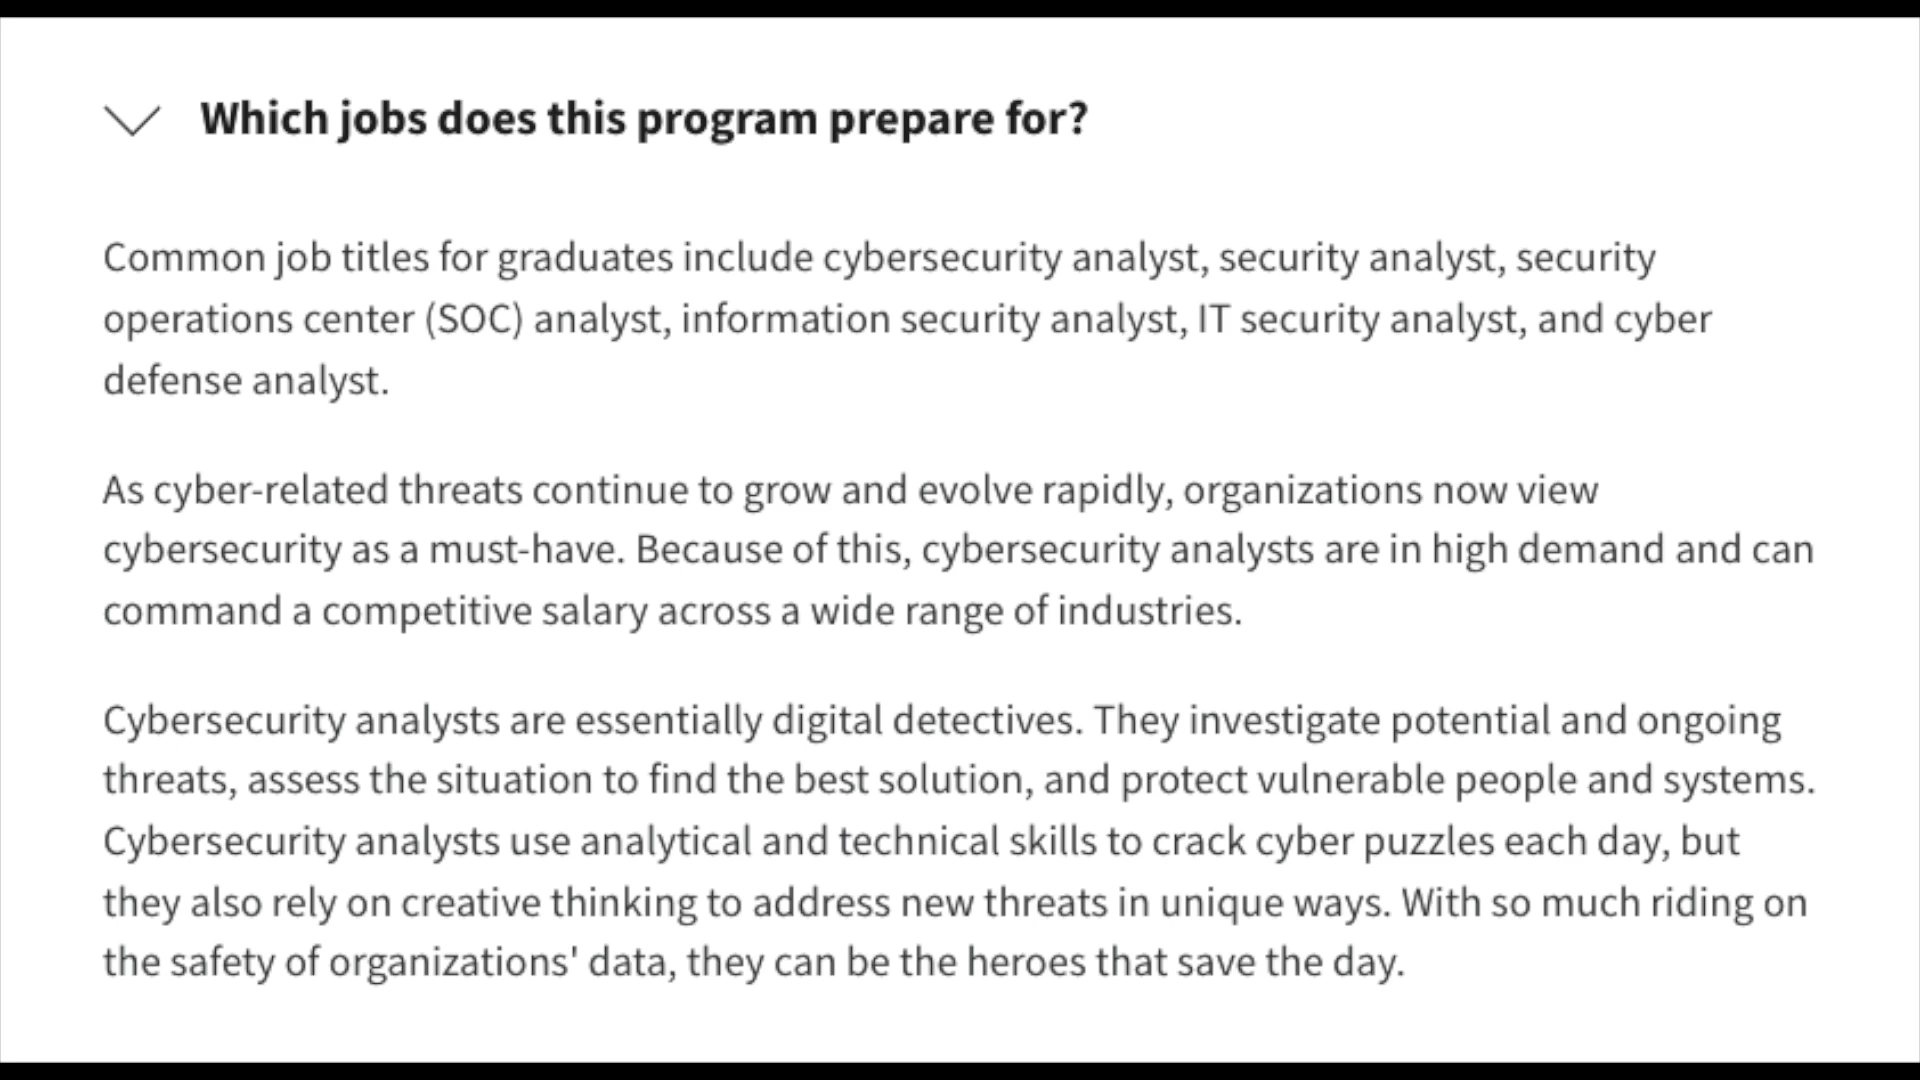 Which jobs does this program prepare for?
Common job titles for graduates include cybersecurity analyst, security analyst, security
operations center (SOC) analyst, information security analyst, IT security analyst, and cyber
defense analyst.
As cyber-related threats continue to grow and evolve rapidly, organizations now view
cybersecurity as a must-have. Because of this, cybersecurity analysts are in high demand and can
command a competitive salary across a wide range of industries.
Cybersecurity analysts are essentially digital detectives. They investigate potential and ongoing
threats, assess the situation to find the best solution, and protect vulnerable people and systems.
Cybersecurity analysts use analytical and technical skills to crack cyber puzzles each day, but
they also rely on creative thinking to address new threats in unique ways. With so much riding on
the safety of organizations' data, they can be the heroes that save the day.